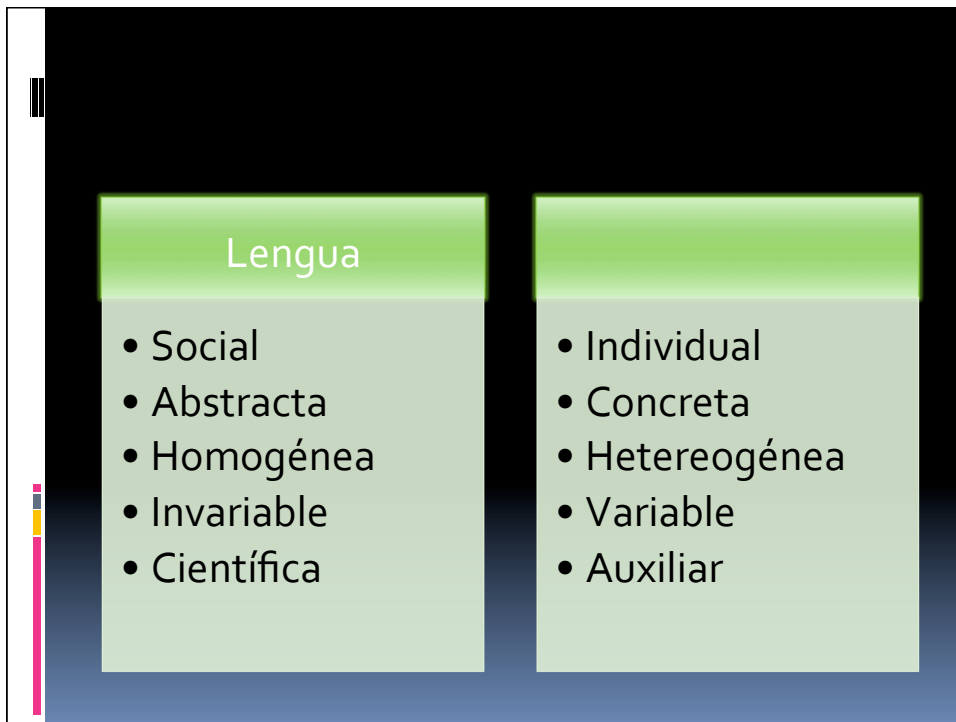 Lengua
• Social
• Abstracta
• Homogénea
• Invariable
• Científica
• Individual
• Concreta
• Hetereogénea
• Variable
• Auxiliar